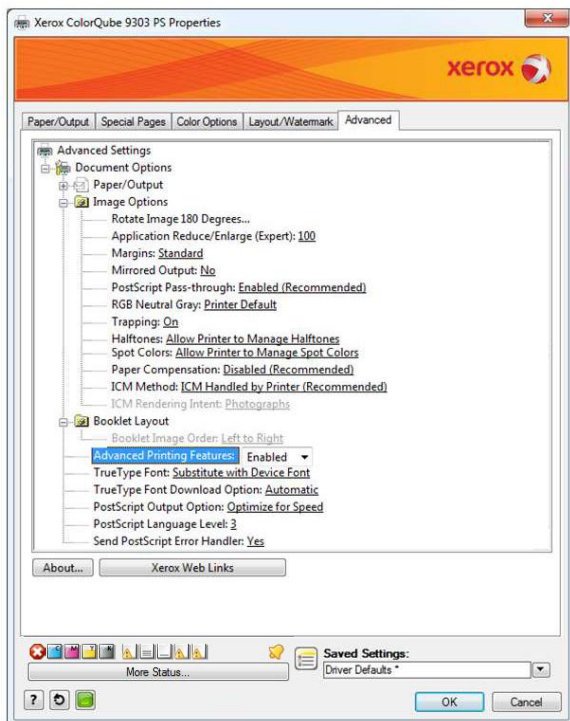 Xerox ColorQube 9303 PS Properties
xerox
Paper/Output Special Pages Color Options Layout/Watermark Advanced
Advanced Settings
Document Options
Paper/Output
Image Options
Rotate Image 180 Degrees...
Application Reduce/Enlarge (Expert): 100
Margins: Standard
Mirrored Output: No
PostScript Pass-through: Enabled (Recommended)
RGB Neutral Gray: Printer Default
Trapping: On
Halftones: Allow Printer to Manage Halftones
Spot Colors: Allow Printer to Manage Spot Colors
Paper Compensation: Disabled (Recommended)
ICM Method: ICM Handled by Printer (Recommended)
ICM Rendering Intent: Photographs
Booklet Layout
Booklet Image Order: Left to Right
Advanced Printing Features: Enabled
TrueType Font: Substitute with Device Font
TrueType Font Download Option: Automatic
PostScript Output Option: Optimize for Speed
PostScript Language Level: 3
Send PostScript Error Handler: Yes
About... Xerox Web Links
C M Y K
Saved Settings:
More Status... Driver Defaults *
? OK Cancel